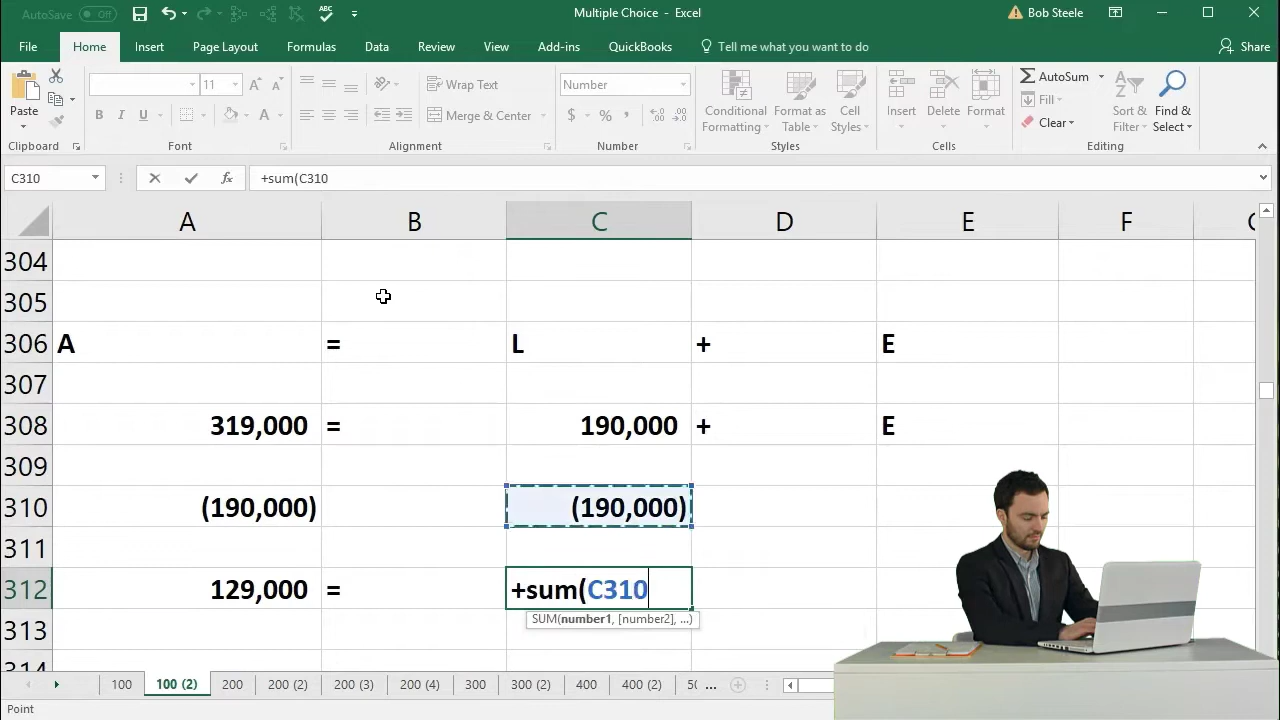 AutoSave Off Multiple Choice - Excel Bob Steele
File Home Insert Page Layout Formulas Data Review View Add-ins QuickBooks Tell me what you want to do Share
Paste 11 Wrap Text Number AutoSum
B I U Merge & Center $ % , Conditional Formatting Format as Table Cell Styles Insert Delete Format Fill Clear Sort & Filter Find & Select
Clipboard Font Alignment Number Styles Cells Editing
C310 fx +sum(C310
A B C D E F
304
305
306 A = L + E
307
308 319,000 = 190,000 + E
309
310 (190,000) (190,000)
311
312 129,000 = +sum(C310
SUM(number1, [number2], ...)
313
314
100 100 (2) 200 200 (2) 200 (3) 200 (4) 300 300 (2) 400 400 (2) ...
Point